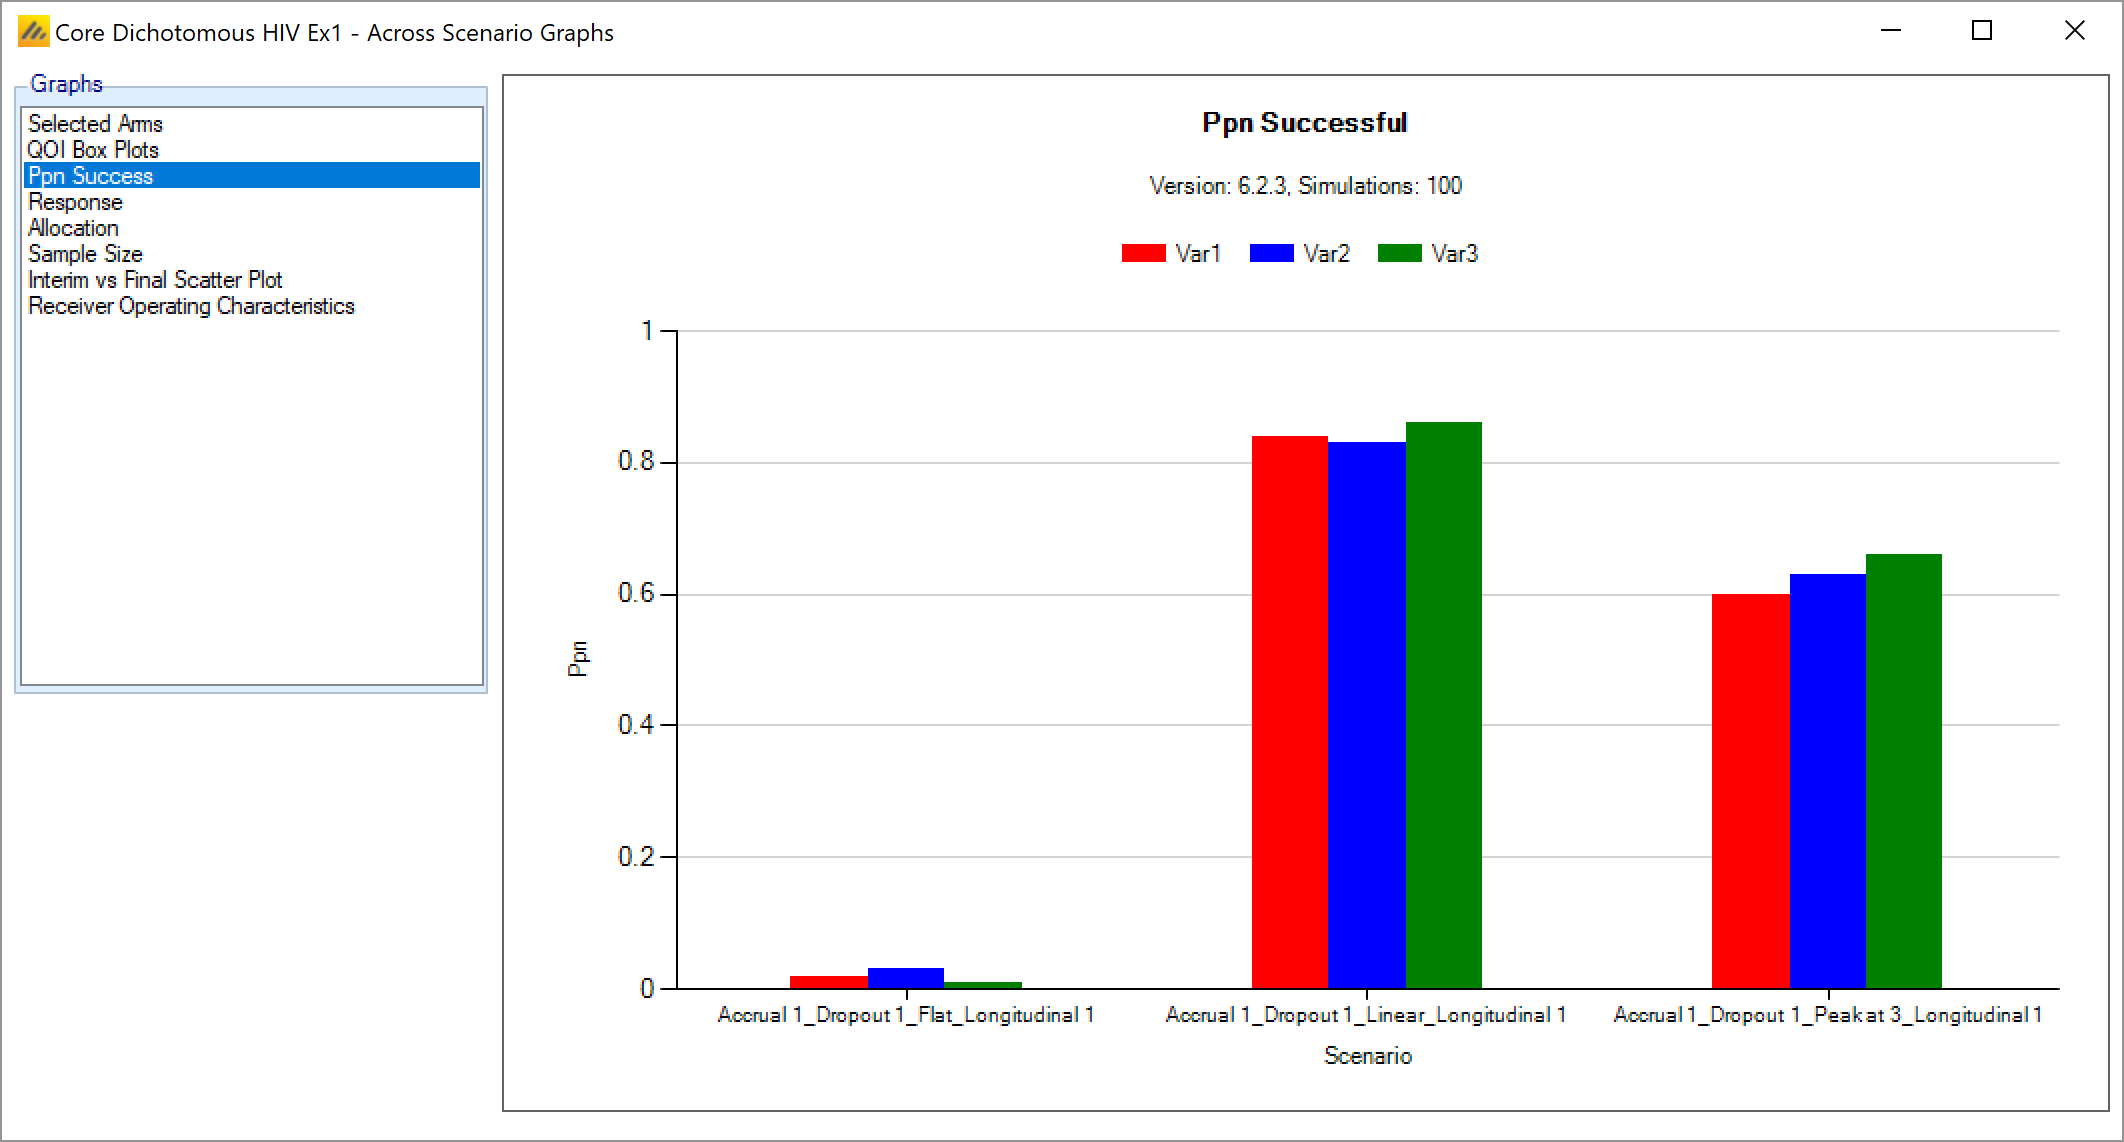 Core Dichotomous HIV Ex1 - Across Scenario Graphs
Graphs
Selected Arms
QOI Box Plots
Ppn Success
Response
Allocation
Sample Size
Interim vs Final Scatter Plot
Receiver Operating Characteristics
Ppn Successful
Version: 6.2.3, Simulations: 100
Var1 Var2 Var3
1
0.8
0.6
0.4
0.2
0
Ppn
Accrual 1_Dropout 1_Flat_Longitudinal 1 Accrual 1_Dropout 1_Linear_Longitudinal 1 Accrual 1_Dropout 1_Peak at 3_Longitudinal 1
Scenario